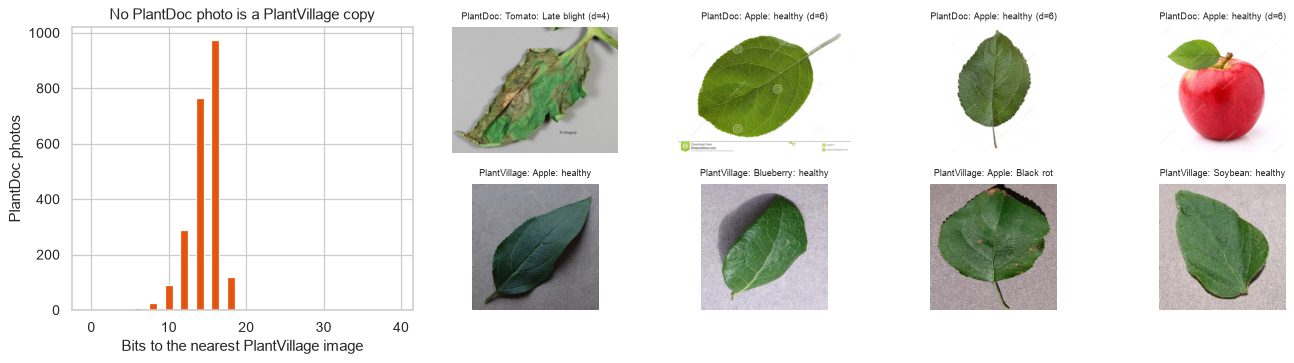 No PlantDoc photo is a PlantVillage copy
1000
800
600
400
200
0
PlantDoc photos
0 10 20 30 40
Bits to the nearest PlantVillage image
PlantDoc: Tomato: Late blight (d=4)
PlantDoc: Apple: healthy (d=6)
PlantDoc: Apple: healthy (d=6)
PlantDoc: Apple: healthy (d=6)
PlantVillage: Apple: healthy
PlantVillage: Blueberry: healthy
PlantVillage: Apple: Black rot
PlantVillage: Soybean: healthy